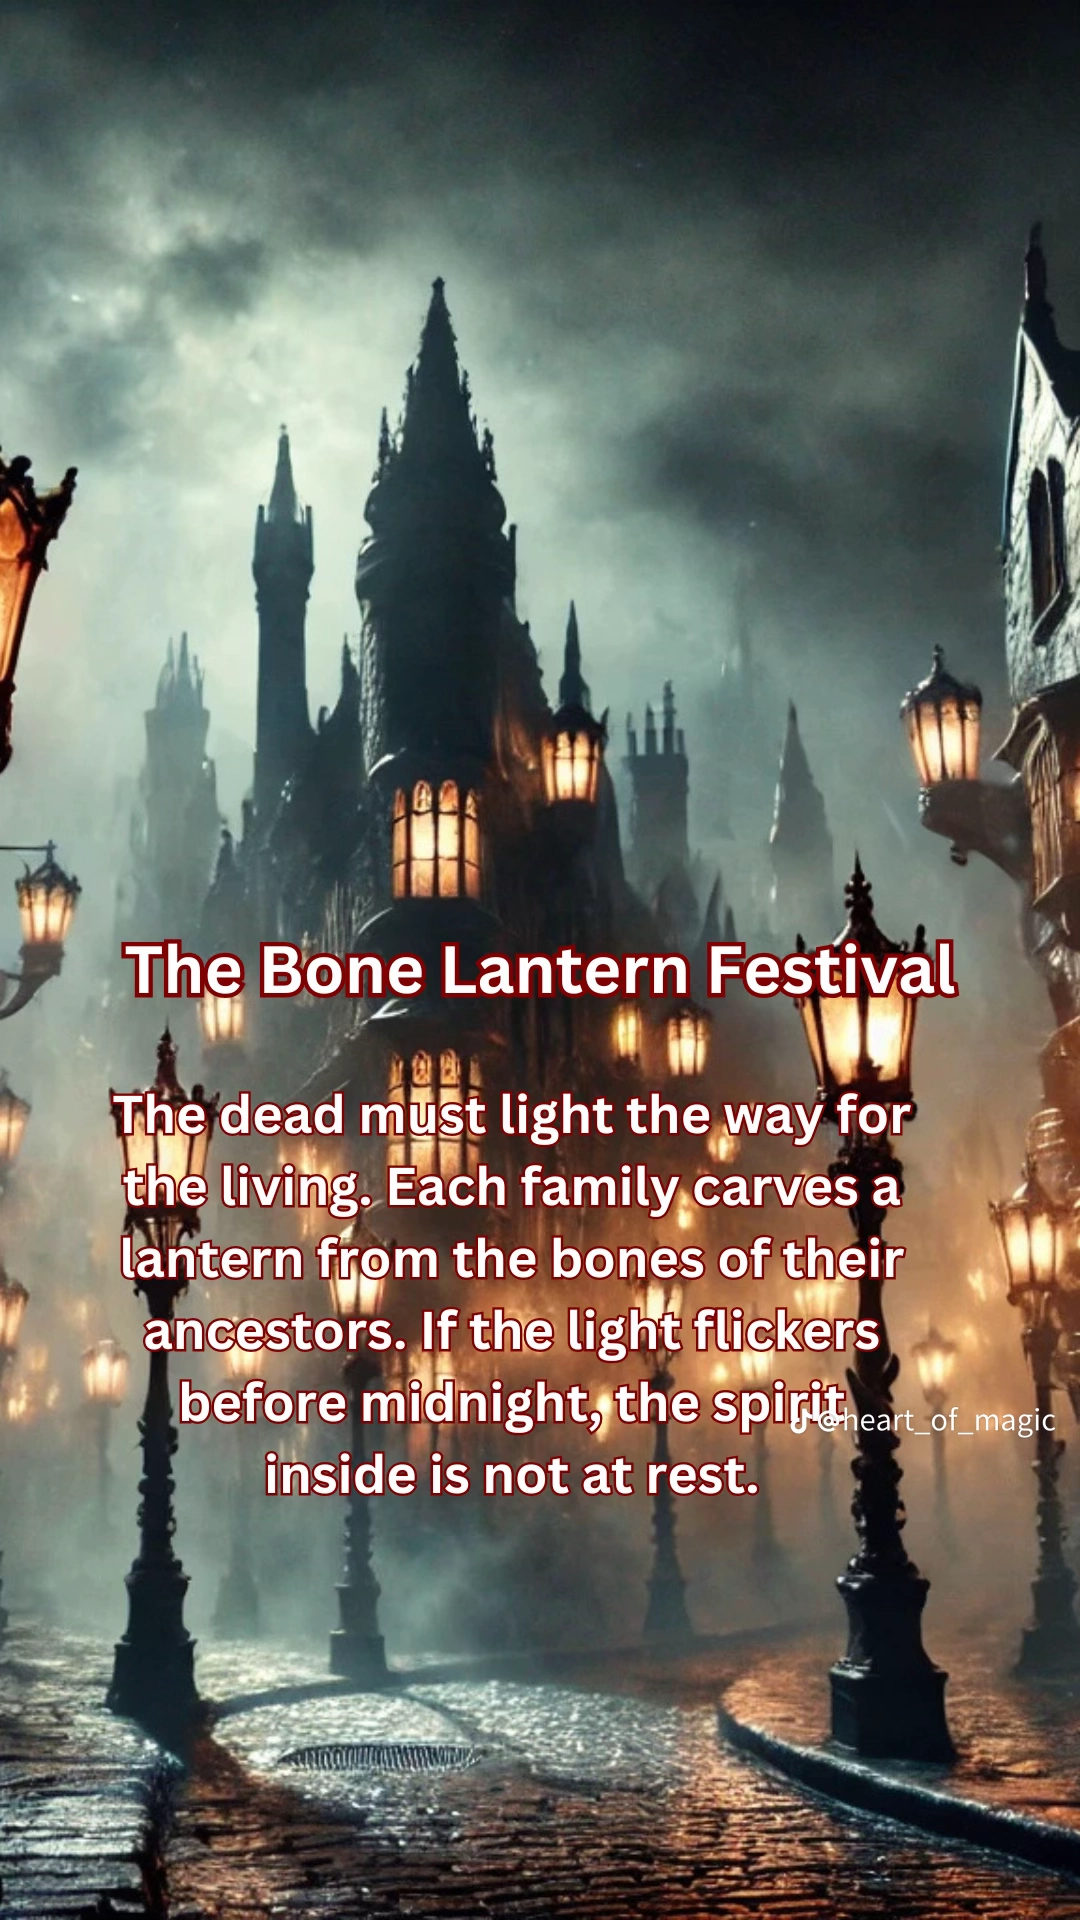 The Bone Lantern Festival
The dead must light the way for
the living. Each family carves a
lantern from the bones of their
ancestors. If the light flickers
before midnight, the spirit
@heart_of_magic
inside is not at rest.